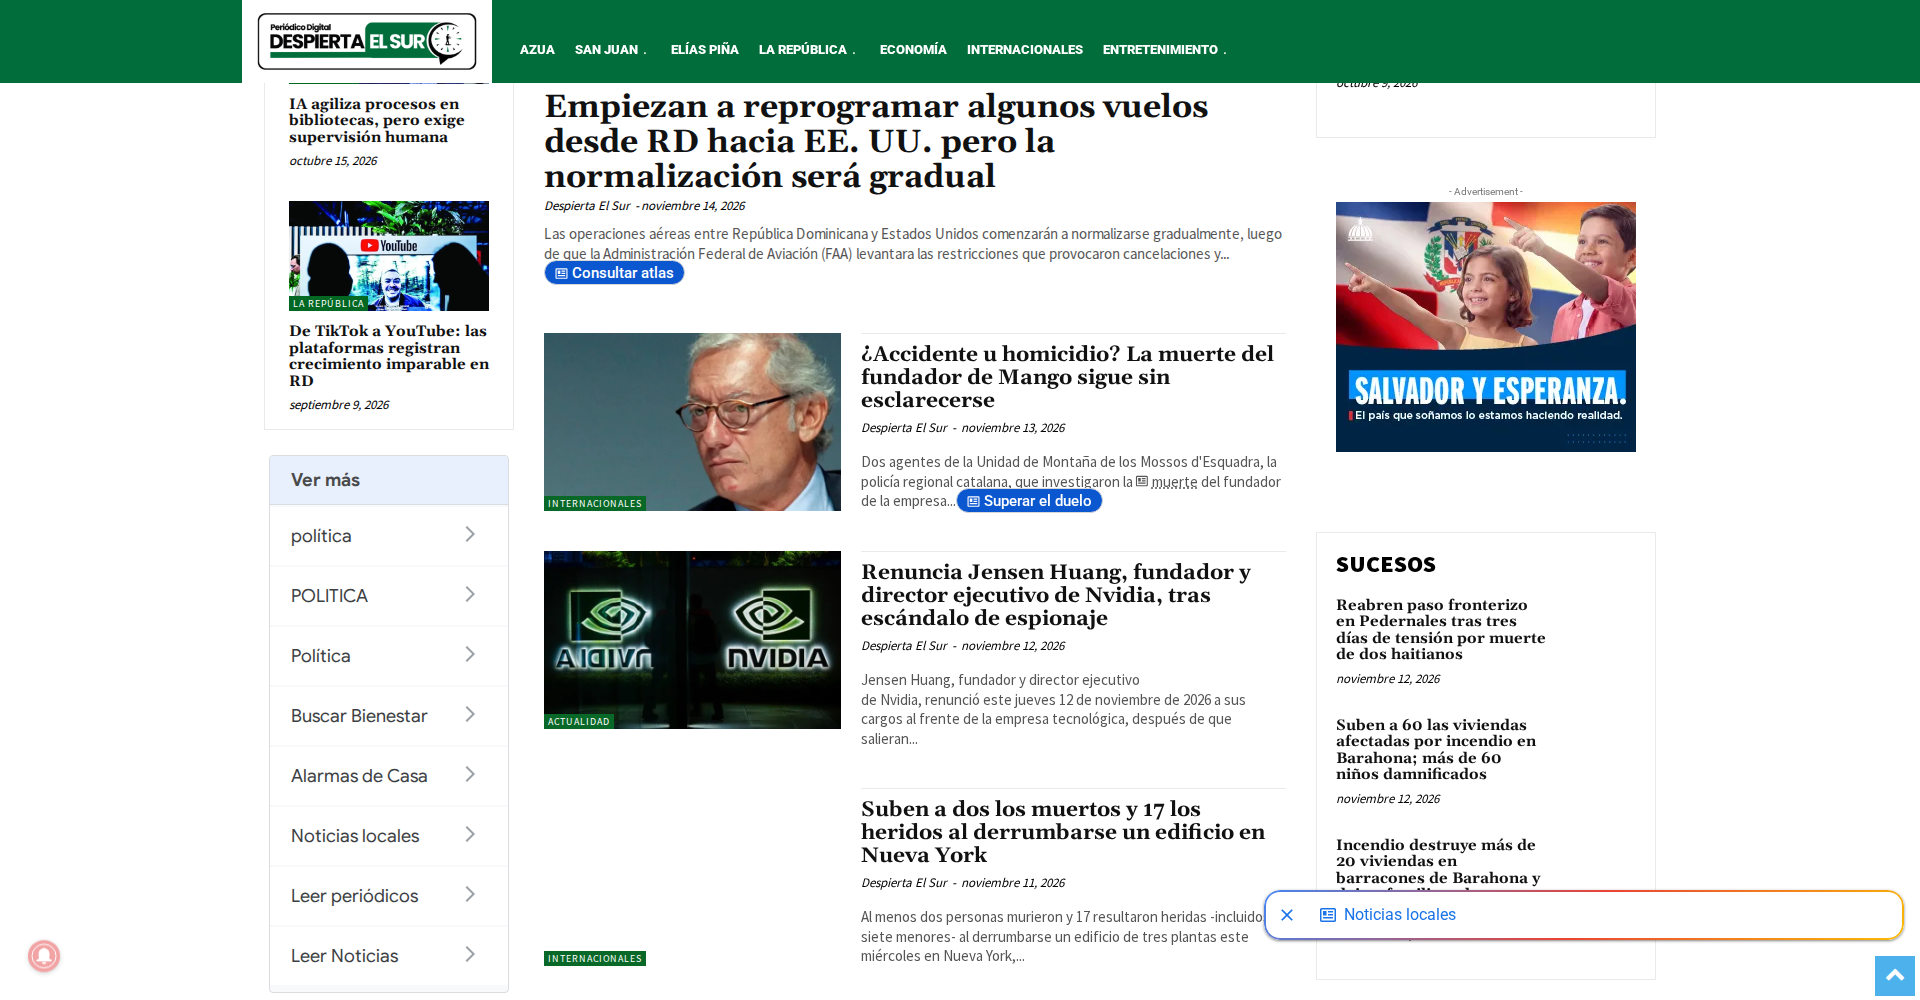 Periódico Digital
DESPIERTA EL SUR
AZUA
SAN JUAN
ELÍAS PIÑA
LA REPÚBLICA
ECONOMÍA
INTERNACIONALES
ENTRETENIMIENTO
IA agiliza procesos en
bibliotecas, pero exige
supervisión humana
octubre 15, 2026
YouTube
LA REPÚBLICA
De TikTok a YouTube: las
plataformas registran
crecimiento imparable en
RD
septiembre 9, 2026
Ver más
política
POLITICA
Política
Buscar Bienestar
Alarmas de Casa
Noticias locales
Leer periódicos
Leer Noticias
Empiezan a reprogramar algunos vuelos
desde RD hacia EE. UU. pero la
normalización será gradual
Despierta El Sur - noviembre 14, 2026
Las operaciones aéreas entre República Dominicana y Estados Unidos comenzarán a normalizarse gradualmente, luego
de que la Administración Federal de Aviación (FAA) levantara las restricciones que provocaron cancelaciones y...
Consultar atlas
INTERNACIONALES
¿Accidente u homicidio? La muerte del
fundador de Mango sigue sin
esclarecerse
Despierta El Sur - noviembre 13, 2026
Dos agentes de la Unidad de Montaña de los Mossos d'Esquadra, la
policía regional catalana, que investigaron la muerte del fundador
de la empresa... Superar el duelo
NVIDIA
NVIDIA
ACTUALIDAD
Renuncia Jensen Huang, fundador y
director ejecutivo de Nvidia, tras
escándalo de espionaje
Despierta El Sur - noviembre 12, 2026
Jensen Huang, fundador y director ejecutivo
de Nvidia, renunció este jueves 12 de noviembre de 2026 a sus
cargos al frente de la empresa tecnológica, después de que
salieran...
INTERNACIONALES
Suben a dos los muertos y 17 los
heridos al derrumbarse un edificio en
Nueva York
Despierta El Sur - noviembre 11, 2026
Al menos dos personas murieron y 17 resultaron heridas -incluidos
siete menores- al derrumbarse un edificio de tres plantas este
miércoles en Nueva York,...
octubre 9, 2026
- Advertisement -
SALVADOR Y ESPERANZA.
El país que soñamos lo estamos haciendo realidad.
SUCESOS
Reabren paso fronterizo
en Pedernales tras tres
días de tensión por muerte
de dos haitianos
noviembre 12, 2026
Suben a 60 las viviendas
afectadas por incendio en
Barahona; más de 60
niños damnificados
noviembre 12, 2026
Incendio destruye más de
20 viviendas en
barracones de Barahona y
Noticias locales